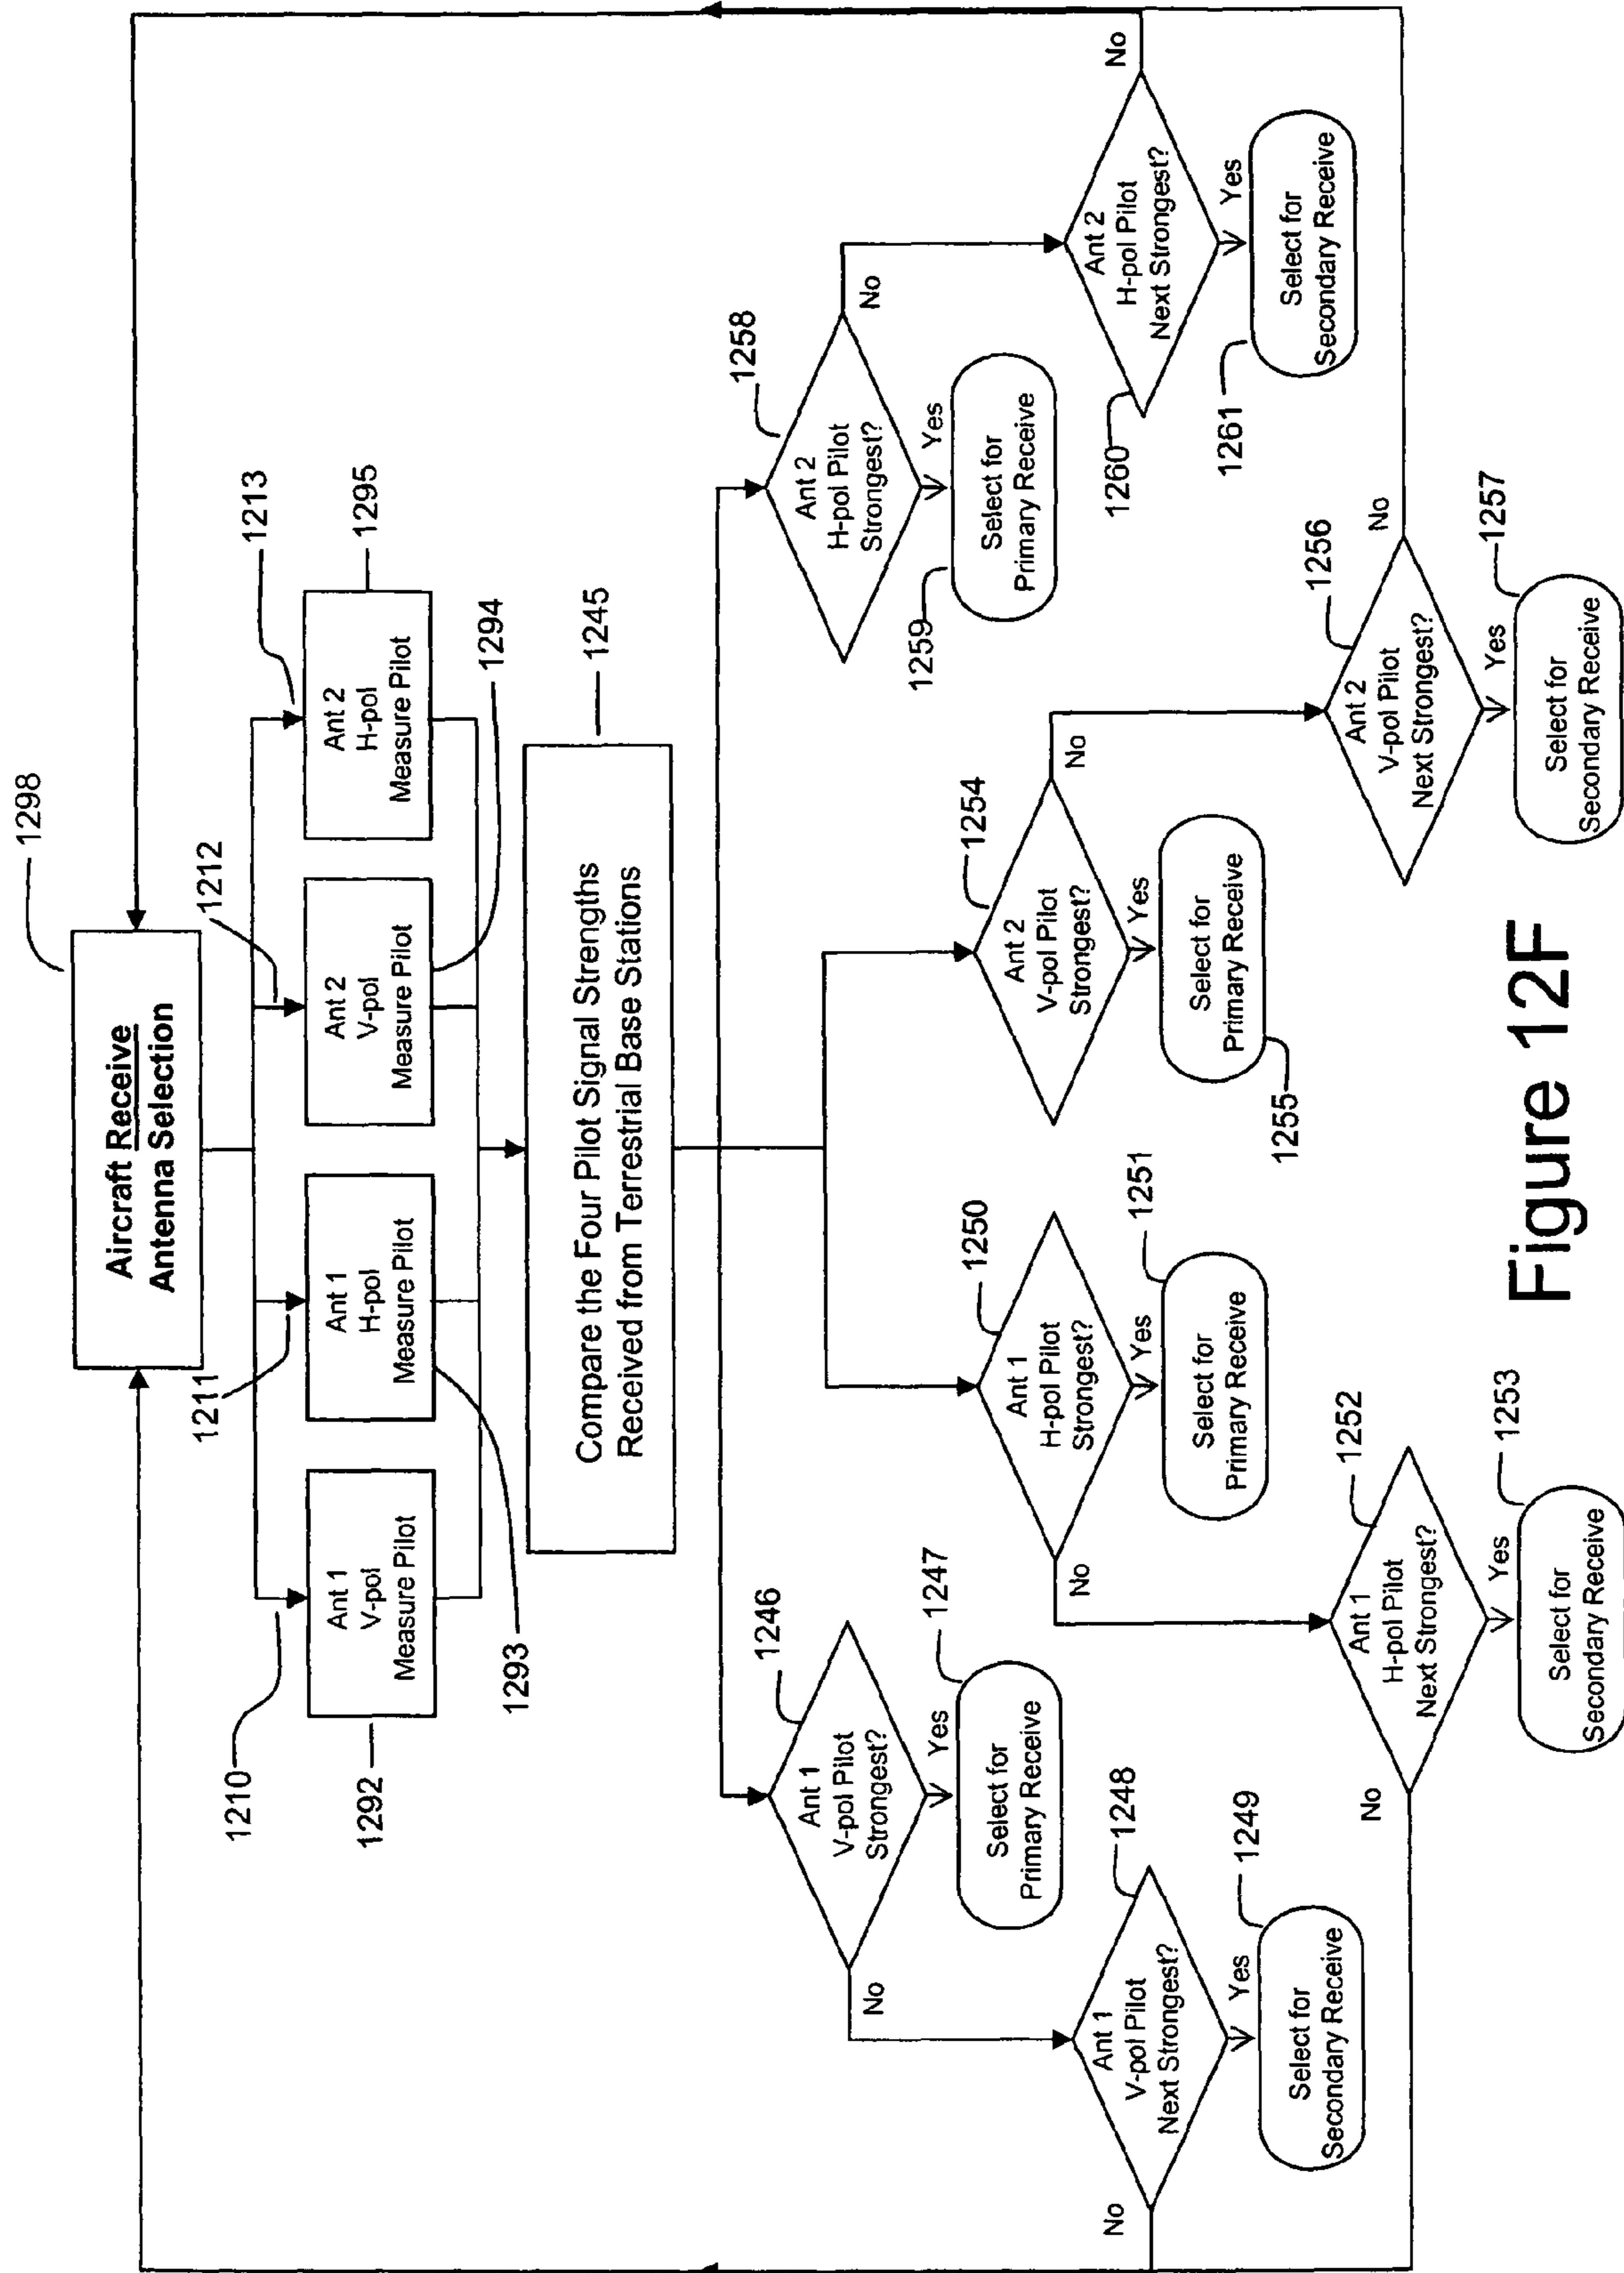 1298
Aircraft Receive
Antenna Selection
1210
1211
1212
1213
Ant 1
V-pol
Measure Pilot
Ant 1
H-pol
Measure Pilot
Ant 2
V-pol
Measure Pilot
Ant 2
H-pol
Measure Pilot
1292
1293
1294
1295
Compare the Four Pilot Signal Strengths
Received from Terrestrial Base Stations
1245
1246
Ant 1
V-pol Pilot
Strongest?
Yes
No
1247
Select for
Primary Receive
1248
Ant 1
V-pol Pilot
Next Strongest?
No
Yes
1249
Select for
Secondary Receive
1250
Ant 1
H-pol Pilot
Strongest?
Yes
No
1251
Select for
Primary Receive
1252
Ant 1
H-pol Pilot
Next Strongest?
No
Yes
1253
Select for
Secondary Receive
1254
Ant 2
V-pol Pilot
Strongest?
Yes
No
1255
Select for
Primary Receive
1256
Ant 2
V-pol Pilot
Next Strongest?
No
Yes
1257
Select for
Secondary Receive
1258
Ant 2
H-pol Pilot
Strongest?
Yes
No
1259
Select for
Primary Receive
1260
Ant 2
H-pol Pilot
Next Strongest?
No
Yes
1261
Select for
Secondary Receive
Figure 12F